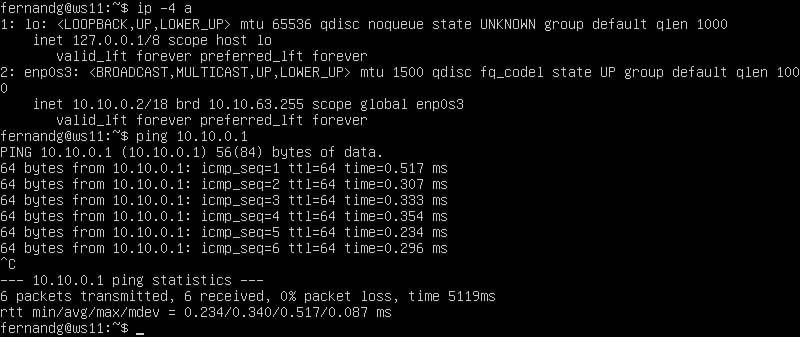 fernandg@ws11:~$ ip -4 a
1: lo: <LOOPBACK,UP,LOWER_UP> mtu 65536 qdisc noqueue state UNKNOWN group default qlen 1000
    inet 127.0.0.1/8 scope host lo
       valid_lft forever preferred_lft forever
2: enp0s3: <BROADCAST,MULTICAST,UP,LOWER_UP> mtu 1500 qdisc fq_codel state UP group default qlen 100
0
    inet 10.10.0.2/18 brd 10.10.63.255 scope global enp0s3
       valid_lft forever preferred_lft forever
fernandg@ws11:~$ ping 10.10.0.1
PING 10.10.0.1 (10.10.0.1) 56(84) bytes of data.
64 bytes from 10.10.0.1: icmp_seq=1 ttl=64 time=0.517 ms
64 bytes from 10.10.0.1: icmp_seq=2 ttl=64 time=0.307 ms
64 bytes from 10.10.0.1: icmp_seq=3 ttl=64 time=0.333 ms
64 bytes from 10.10.0.1: icmp_seq=4 ttl=64 time=0.354 ms
64 bytes from 10.10.0.1: icmp_seq=5 ttl=64 time=0.234 ms
64 bytes from 10.10.0.1: icmp_seq=6 ttl=64 time=0.296 ms
^C
--- 10.10.0.1 ping statistics ---
6 packets transmitted, 6 received, 0% packet loss, time 5119ms
rtt min/avg/max/mdev = 0.234/0.340/0.517/0.087 ms
fernandg@ws11:~$ _